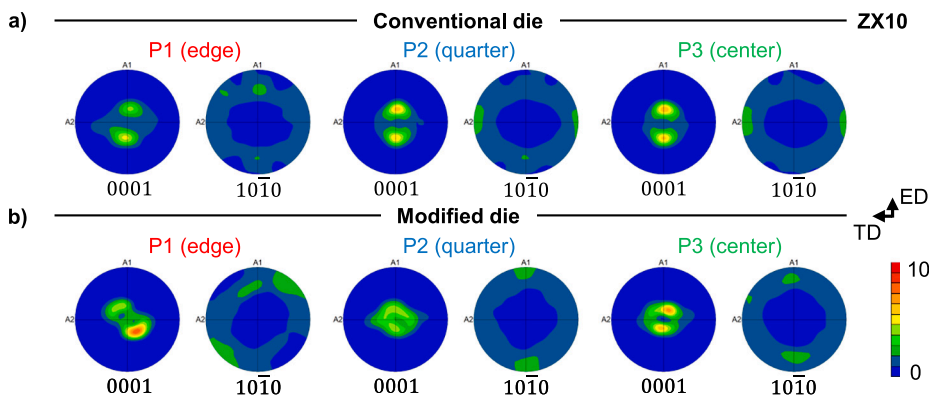 a) Conventional die ZX10
P1 (edge) P2 (quarter) P3 (center)
A1 A1 A1 A1 A1 A1
A2 A2 A2 A2 A2 A2
0001 101̅0 0001 101̅0 0001 101̅0
ED
b) Modified die TD
P1 (edge) P2 (quarter) P3 (center)
A1 A1 A1 A1 A1 A1
10
A2 A2 A2 A2 A2 A2
0
0001 101̅0 0001 101̅0 0001 101̅0